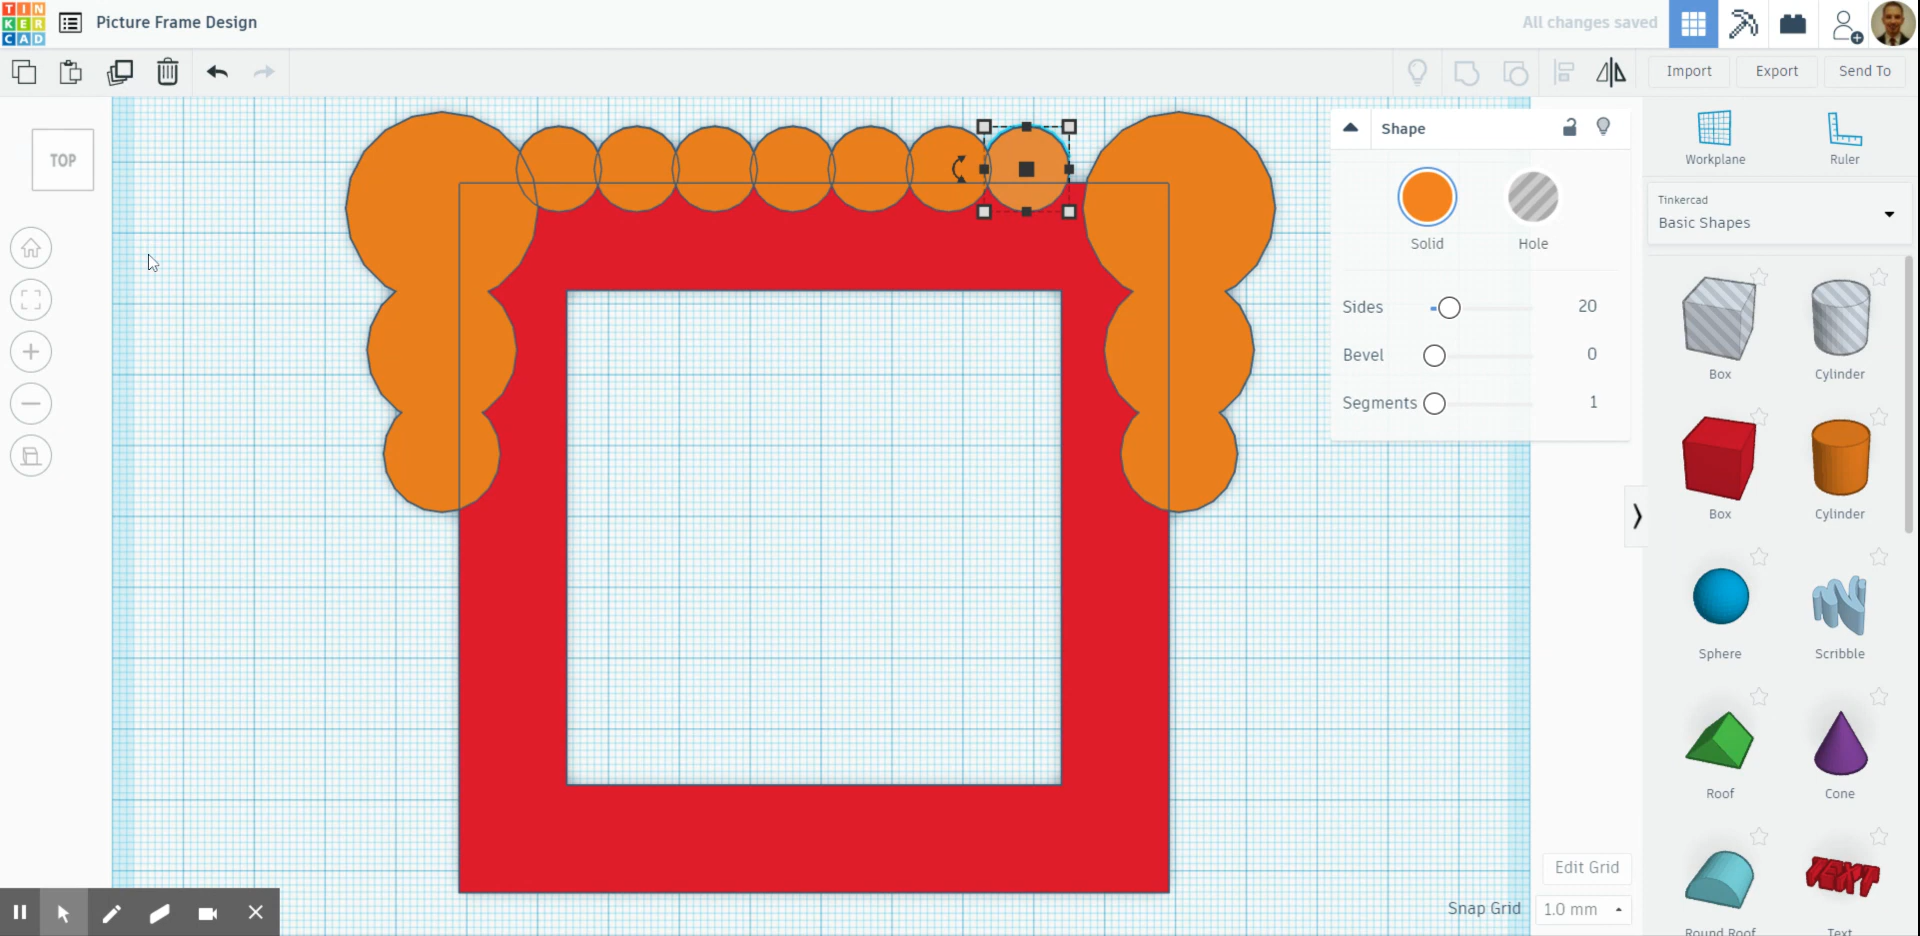 TIN
KER
CAD
Picture Frame Design
All changes saved
Import
Export
Send To
TOP
Shape
Solid
Hole
Sides
20
Bevel
0
Segments
1
Workplane
Ruler
Tinkercad
Basic Shapes
Box
Cylinder
Box
Cylinder
Sphere
Scribble
Roof
Cone
TEXT
Round Roof
Text
Edit Grid
Snap Grid
1.0 mm